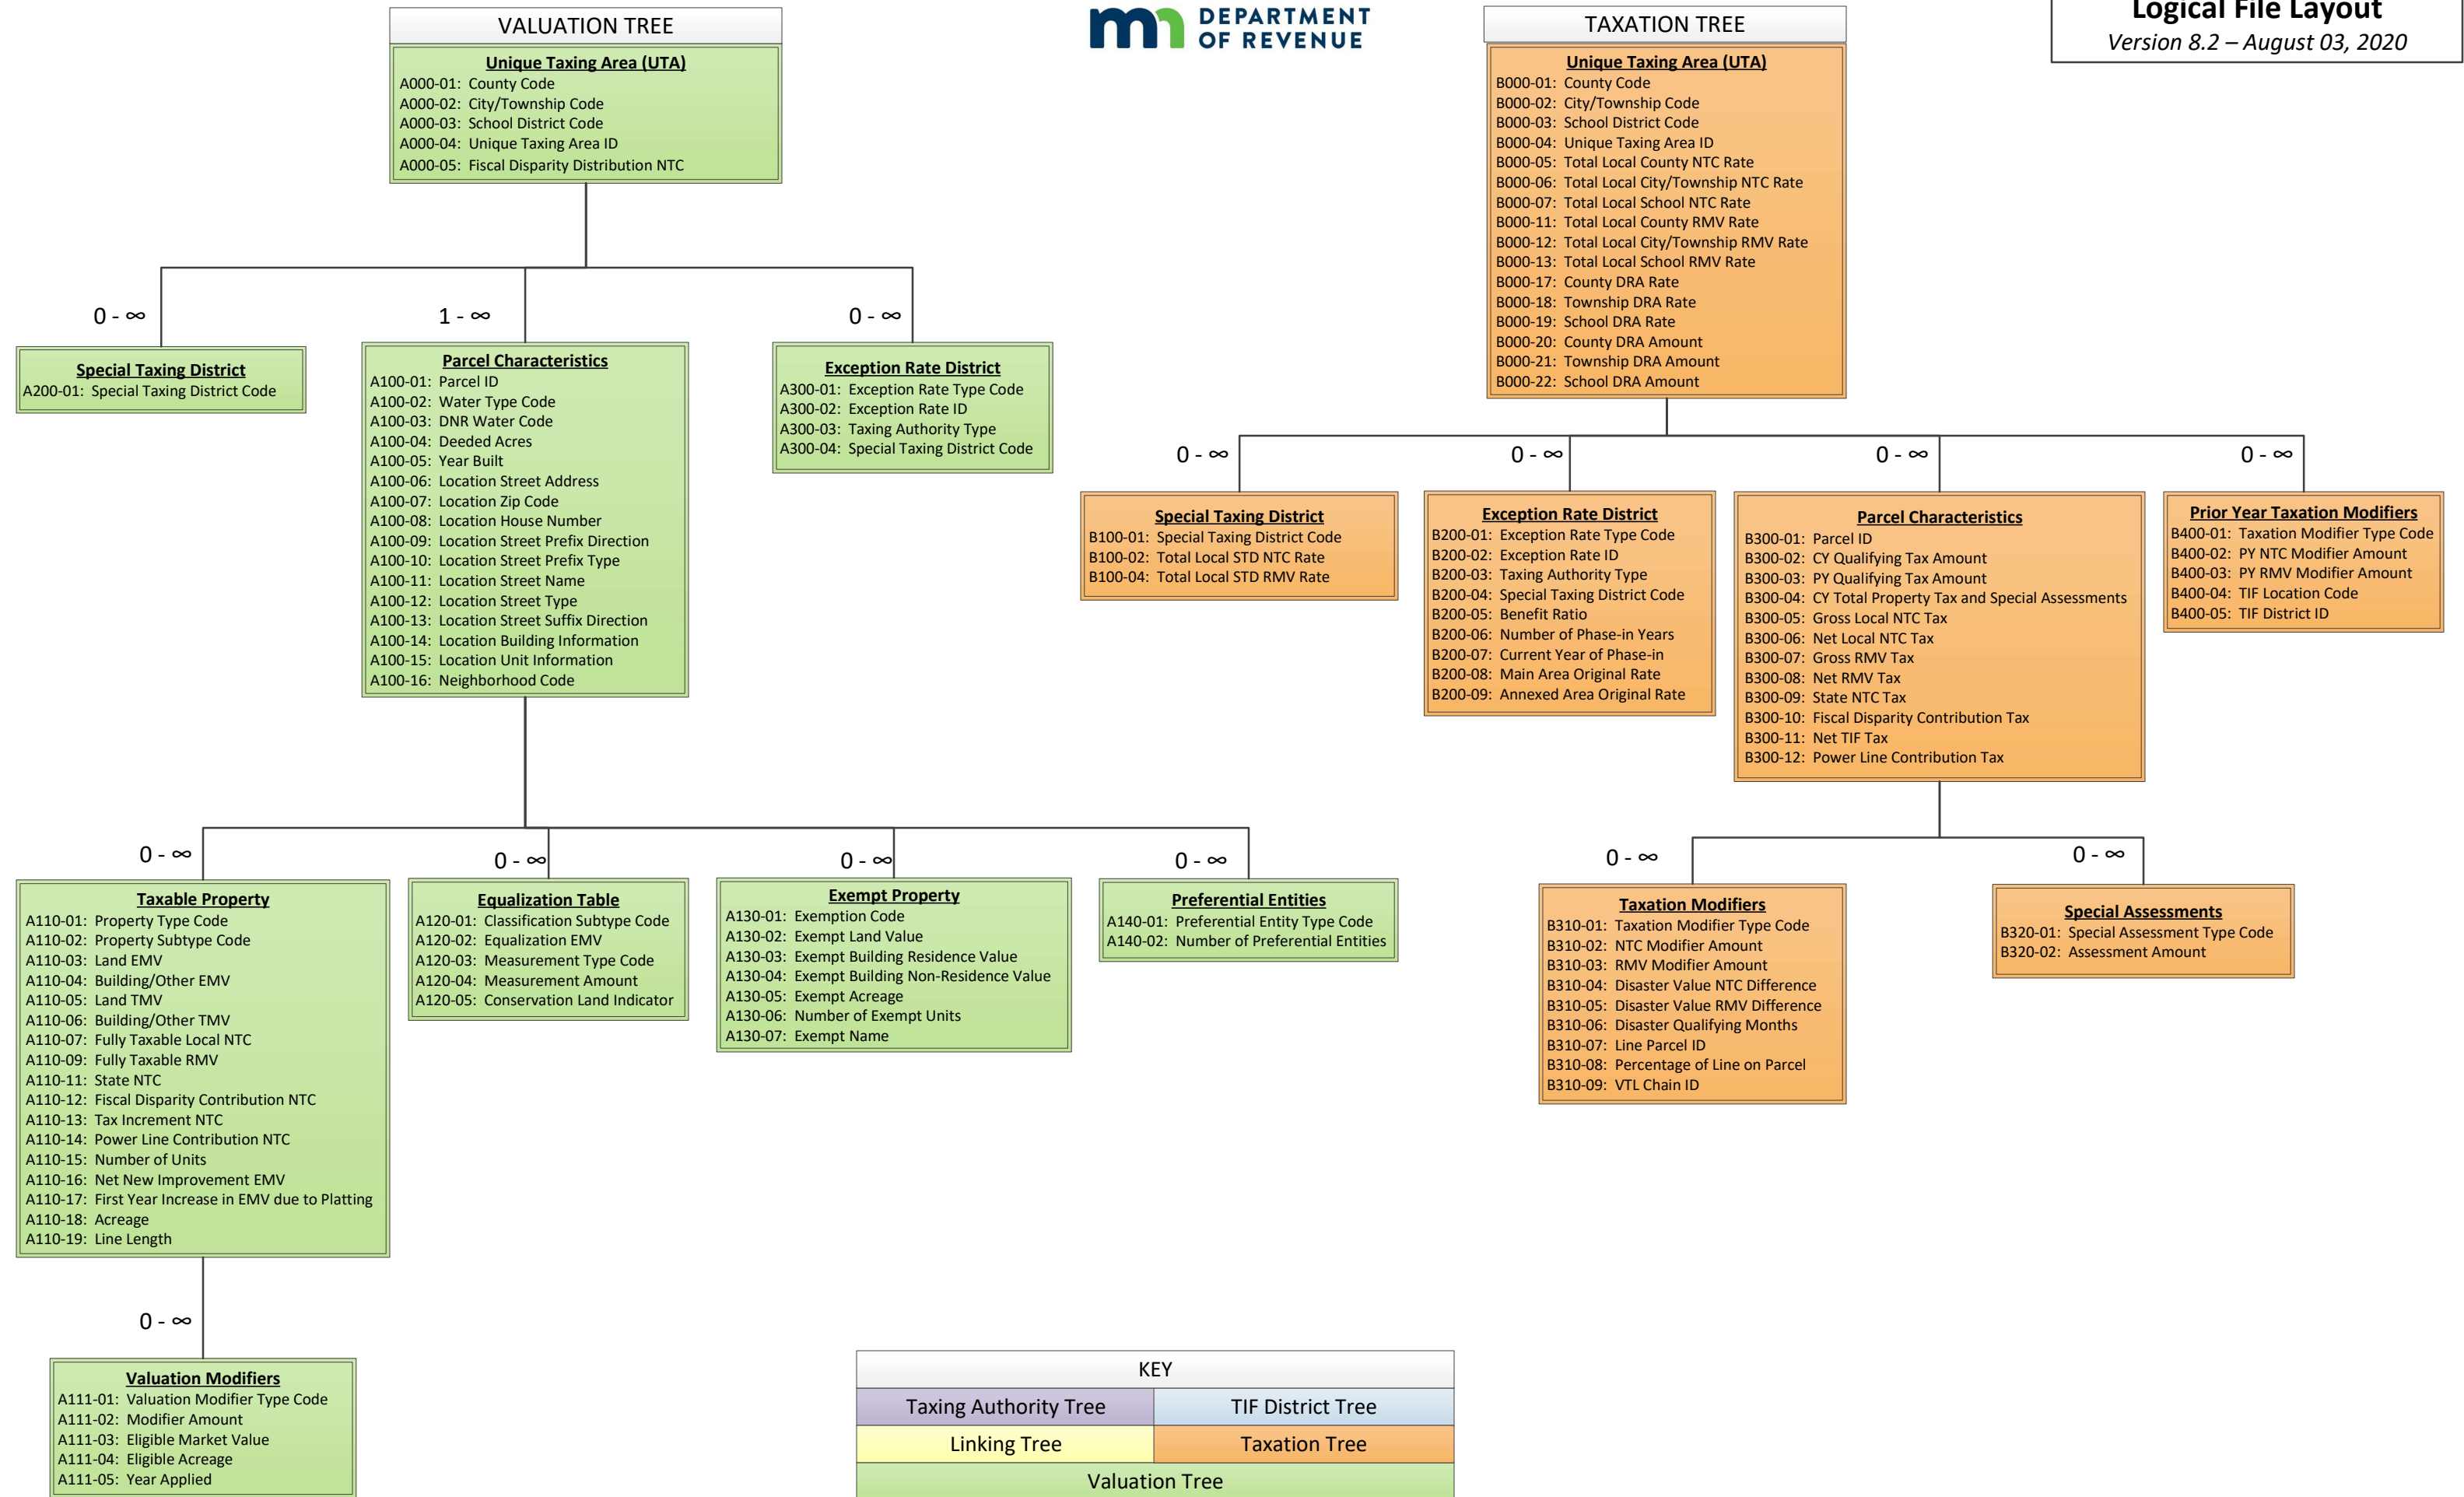 VALUATION TREE
Unique Taxing Area (UTA)
A000-01: County Code
A000-02: City/Township Code
A000-03: School District Code
A000-04: Unique Taxing Area ID
A000-05: Fiscal Disparity Distribution NTC
mn DEPARTMENT
OF REVENUE
TAXATION TREE
Unique Taxing Area (UTA)
B000-01: County Code
B000-02: City/Township Code
B000-03: School District Code
B000-04: Unique Taxing Area ID
B000-05: Total Local County NTC Rate
B000-06: Total Local City/Township NTC Rate
B000-07: Total Local School NTC Rate
B000-11: Total Local County RMV Rate
B000-12: Total Local City/Township RMV Rate
B000-13: Total Local School RMV Rate
B000-17: County DRA Rate
B000-18: Township DRA Rate
B000-19: School DRA Rate
B000-20: County DRA Amount
B000-21: Township DRA Amount
B000-22: School DRA Amount
Logical File Layout
Version 8.2 – August 03, 2020
0 - ∞
1 - ∞
0 - ∞
Special Taxing District
A200-01: Special Taxing District Code
Parcel Characteristics
A100-01: Parcel ID
A100-02: Water Type Code
A100-03: DNR Water Code
A100-04: Deeded Acres
A100-05: Year Built
A100-06: Location Street Address
A100-07: Location Zip Code
A100-08: Location House Number
A100-09: Location Street Prefix Direction
A100-10: Location Street Prefix Type
A100-11: Location Street Name
A100-12: Location Street Type
A100-13: Location Street Suffix Direction
A100-14: Location Building Information
A100-15: Location Unit Information
A100-16: Neighborhood Code
Exception Rate District
A300-01: Exception Rate Type Code
A300-02: Exception Rate ID
A300-03: Taxing Authority Type
A300-04: Special Taxing District Code
0 - ∞
0 - ∞
0 - ∞
0 - ∞
Special Taxing District
B100-01: Special Taxing District Code
B100-02: Total Local STD NTC Rate
B100-04: Total Local STD RMV Rate
Exception Rate District
B200-01: Exception Rate Type Code
B200-02: Exception Rate ID
B200-03: Taxing Authority Type
B200-04: Special Taxing District Code
B200-05: Benefit Ratio
B200-06: Number of Phase-in Years
B200-07: Current Year of Phase-in
B200-08: Main Area Original Rate
B200-09: Annexed Area Original Rate
Parcel Characteristics
B300-01: Parcel ID
B300-02: CY Qualifying Tax Amount
B300-03: PY Qualifying Tax Amount
B300-04: CY Total Property Tax and Special Assessments
B300-05: Gross Local NTC Tax
B300-06: Net Local NTC Tax
B300-07: Gross RMV Tax
B300-08: Net RMV Tax
B300-09: State NTC Tax
B300-10: Fiscal Disparity Contribution Tax
B300-11: Net TIF Tax
B300-12: Power Line Contribution Tax
Prior Year Taxation Modifiers
B400-01: Taxation Modifier Type Code
B400-02: PY NTC Modifier Amount
B400-03: PY RMV Modifier Amount
B400-04: TIF Location Code
B400-05: TIF District ID
0 - ∞
0 - ∞
0 - ∞
0 - ∞
Taxable Property
A110-01: Property Type Code
A110-02: Property Subtype Code
A110-03: Land EMV
A110-04: Building/Other EMV
A110-05: Land TMV
A110-06: Building/Other TMV
A110-07: Fully Taxable Local NTC
A110-09: Fully Taxable RMV
A110-11: State NTC
A110-12: Fiscal Disparity Contribution NTC
A110-13: Tax Increment NTC
A110-14: Power Line Contribution NTC
A110-15: Number of Units
A110-16: Net New Improvement EMV
A110-17: First Year Increase in EMV due to Platting
A110-18: Acreage
A110-19: Line Length
Equalization Table
A120-01: Classification Subtype Code
A120-02: Equalization EMV
A120-03: Measurement Type Code
A120-04: Measurement Amount
A120-05: Conservation Land Indicator
Exempt Property
A130-01: Exemption Code
A130-02: Exempt Land Value
A130-03: Exempt Building Residence Value
A130-04: Exempt Building Non-Residence Value
A130-05: Exempt Acreage
A130-06: Number of Exempt Units
A130-07: Exempt Name
Preferential Entities
A140-01: Preferential Entity Type Code
A140-02: Number of Preferential Entities
0 - ∞
0 - ∞
Taxation Modifiers
B310-01: Taxation Modifier Type Code
B310-02: NTC Modifier Amount
B310-03: RMV Modifier Amount
B310-04: Disaster Value NTC Difference
B310-05: Disaster Value RMV Difference
B310-06: Disaster Qualifying Months
B310-07: Line Parcel ID
B310-08: Percentage of Line on Parcel
B310-09: VTL Chain ID
Special Assessments
B320-01: Special Assessment Type Code
B320-02: Assessment Amount
0 - ∞
Valuation Modifiers
A111-01: Valuation Modifier Type Code
A111-02: Modifier Amount
A111-03: Eligible Market Value
A111-04: Eligible Acreage
A111-05: Year Applied
KEY
Taxing Authority Tree
TIF District Tree
Linking Tree
Taxation Tree
Valuation Tree